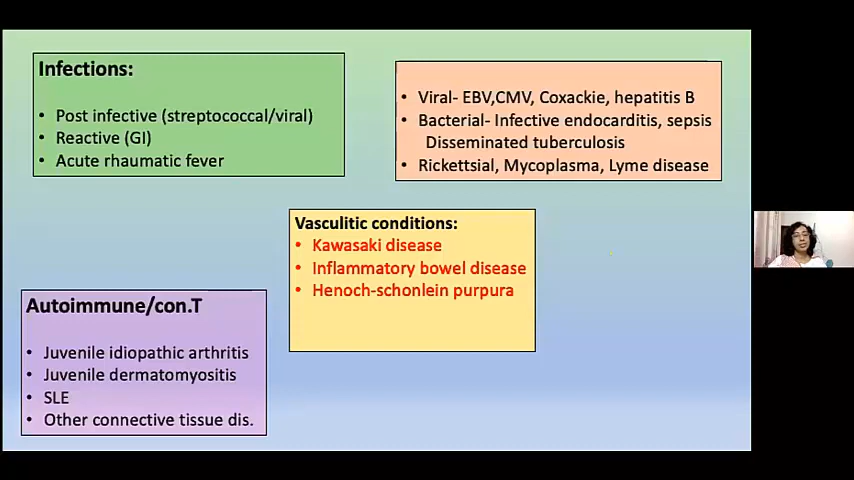 Infections:
• Post infective (streptococcal/viral)
• Reactive (GI)
• Acute rhaumatic fever
• Viral- EBV,CMV, Coxackie, hepatitis B
• Bacterial- Infective endocarditis, sepsis
Disseminated tuberculosis
• Rickettsial, Mycoplasma, Lyme disease
Vasculitic conditions:
• Kawasaki disease
• Inflammatory bowel disease
• Henoch-schonlein purpura
Autoimmune/con.T
• Juvenile idiopathic arthritis
• Juvenile dermatomyositis
• SLE
• Other connective tissue dis.